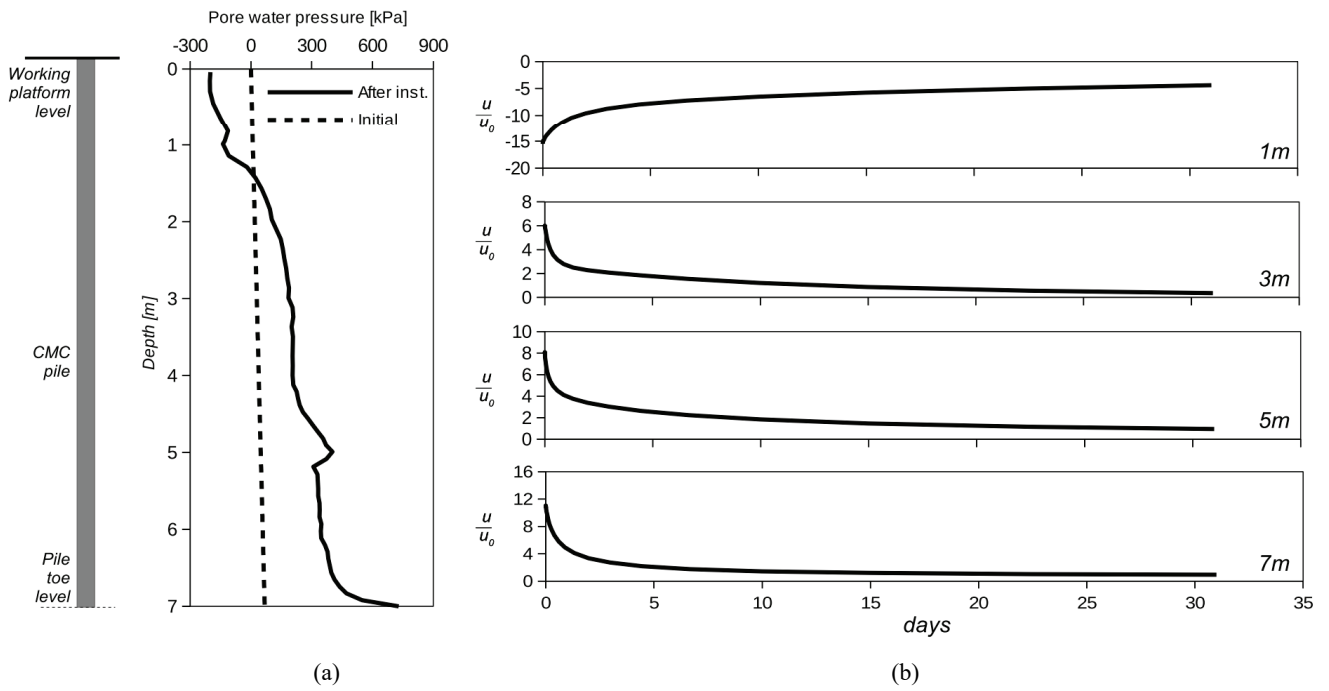 Pore water pressure [kPa]
-300 0 300 600 900
Working
platform
level
CMC
pile
Pile
toe
level
Depth [m]
0
1
2
3
4
5
6
7
After inst.
Initial
(a)
u
u0
0
-5
-10
-15
-20
1m
u
u0
8
6
4
2
0
3m
u
u0
10
8
6
4
2
0
5m
u
u0
16
12
8
4
0
7m
0 5 10 15 20 25 30 35
days
(b)